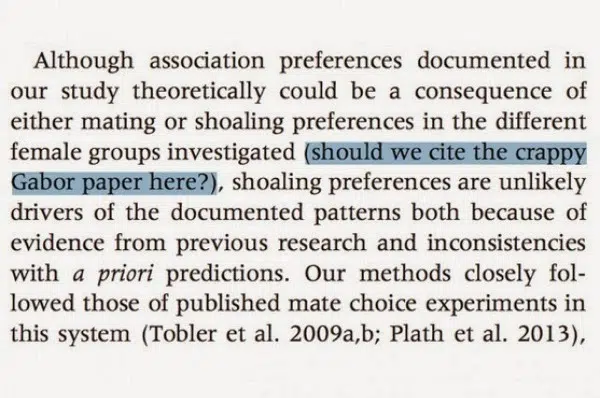 Although association preferences documented in
our study theoretically could be a consequence of
either mating or shoaling preferences in the different
female groups investigated (should we cite the crappy
Gabor paper here?), shoaling preferences are unlikely
drivers of the documented patterns both because of
evidence from previous research and inconsistencies
with a priori predictions. Our methods closely fol-
lowed those of published mate choice experiments in
this system (Tobler et al. 2009a,b; Plath et al. 2013),